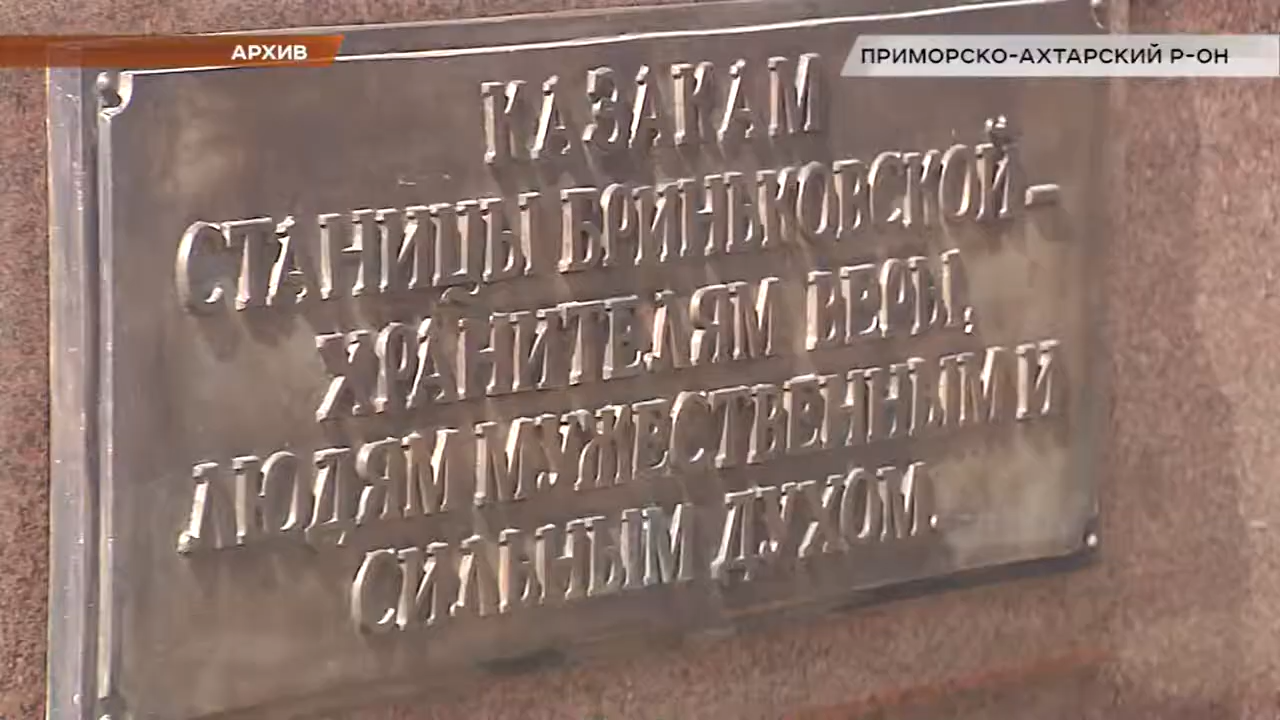 АРХИВ
ПРИМОРСКО-АХТАРСКИЙ Р-ОН
КАЗАКАМ
СТАНИЦЫ БРИНЬКОВСКОЙ –
ХРАНИТЕЛЯМ ВЕРЫ,
ЛЮДЯМ МУЖЕСТВЕННЫМ И
СИЛЬНЫМ ДУХОМ.